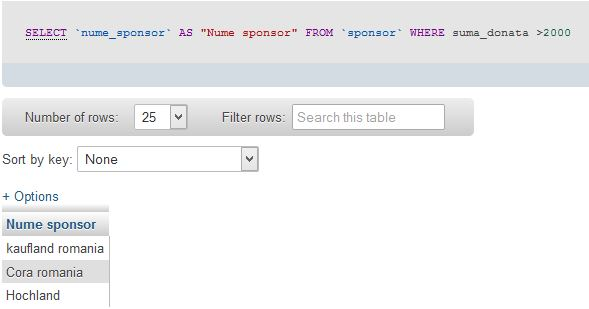 SELECT `nume_sponsor` AS "Nume sponsor" FROM `sponsor` WHERE suma_donata >2000
Number of rows: 25 Filter rows: Search this table
Sort by key: None
+ Options
Nume sponsor
kaufland romania
Cora romania
Hochland